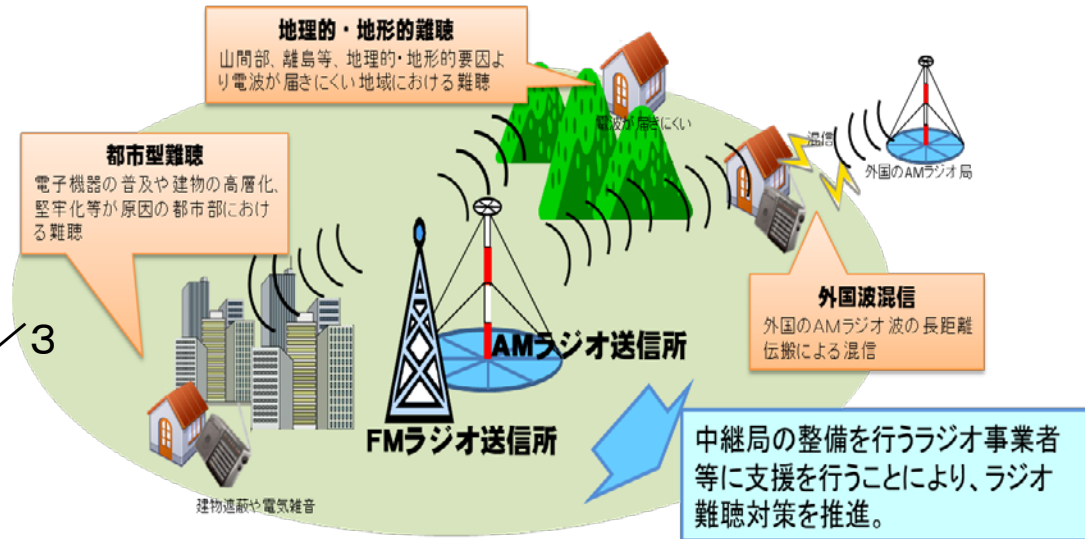 地理的・地形的難聴
山間部、離島等、地理的・地形的要因よ
り電波が届きにくい地域における難聴
電波が届きにくい
混信
外国のAMラジオ局
都市型難聴
電子機器の普及や建物の高層化、
堅牢化等が原因の都市部におけ
る難聴
外国波混信
外国のAMラジオ波の長距離
伝搬による混信
／3
AMラジオ送信所
FMラジオ送信所
建物遮蔽や電気雑音
中継局の整備を行うラジオ事業者
等に支援を行うことにより、ラジオ
難聴対策を推進。